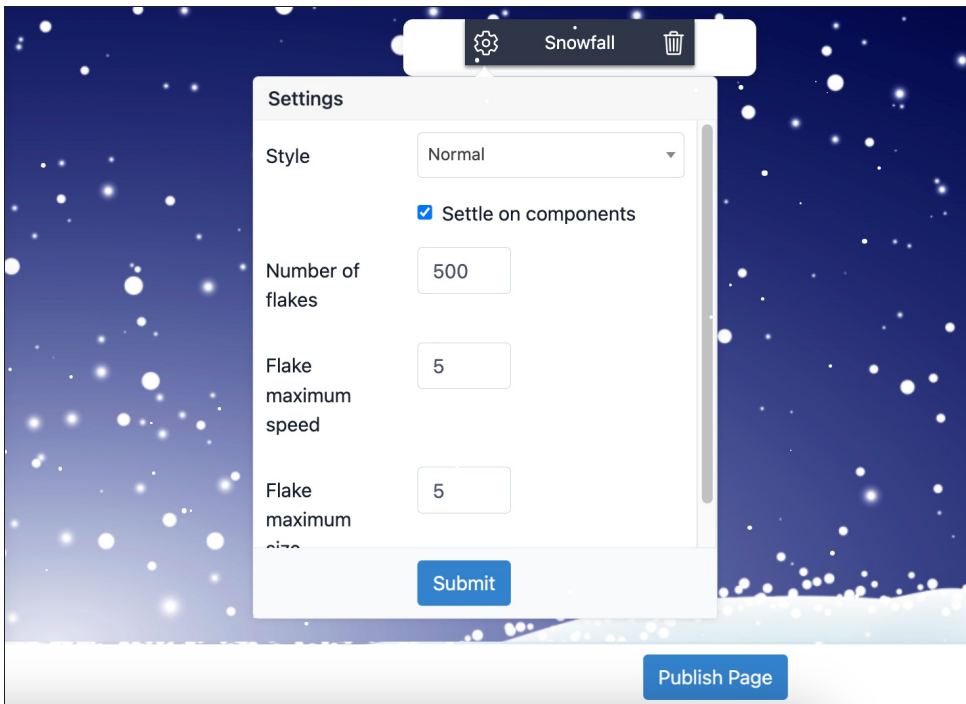 Snowfall
Settings
Style
Normal
Settle on components
Number of
flakes
500
Flake
maximum
speed
5
Flake
maximum
size
5
Submit
Publish Page